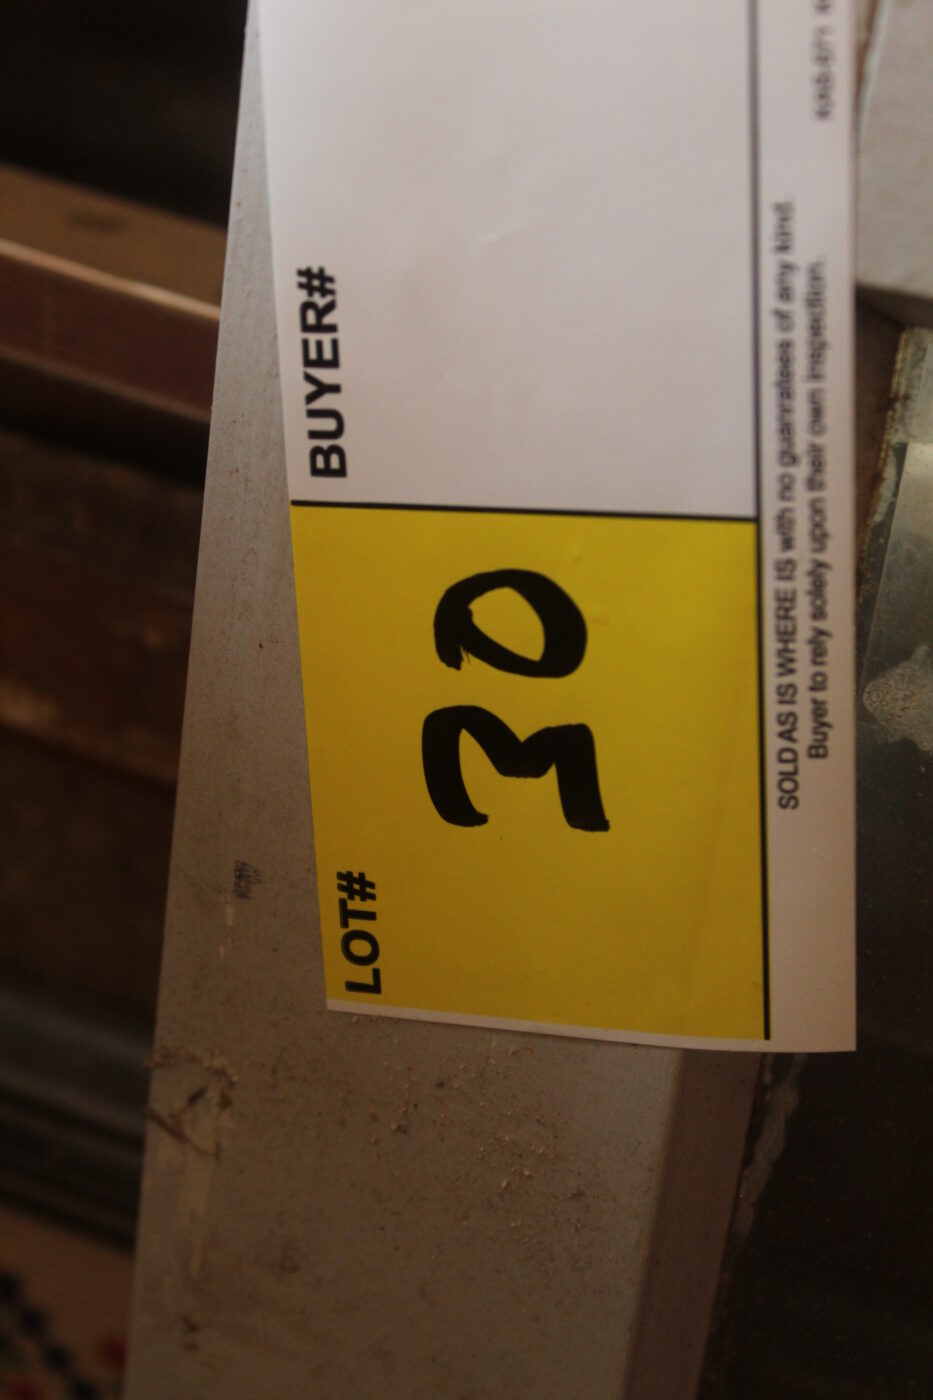 LOT#
30
BUYER#
SOLD AS IS WHERE IS with no guanratees of any kind.
Buyer to rely solely upon their own inspection.